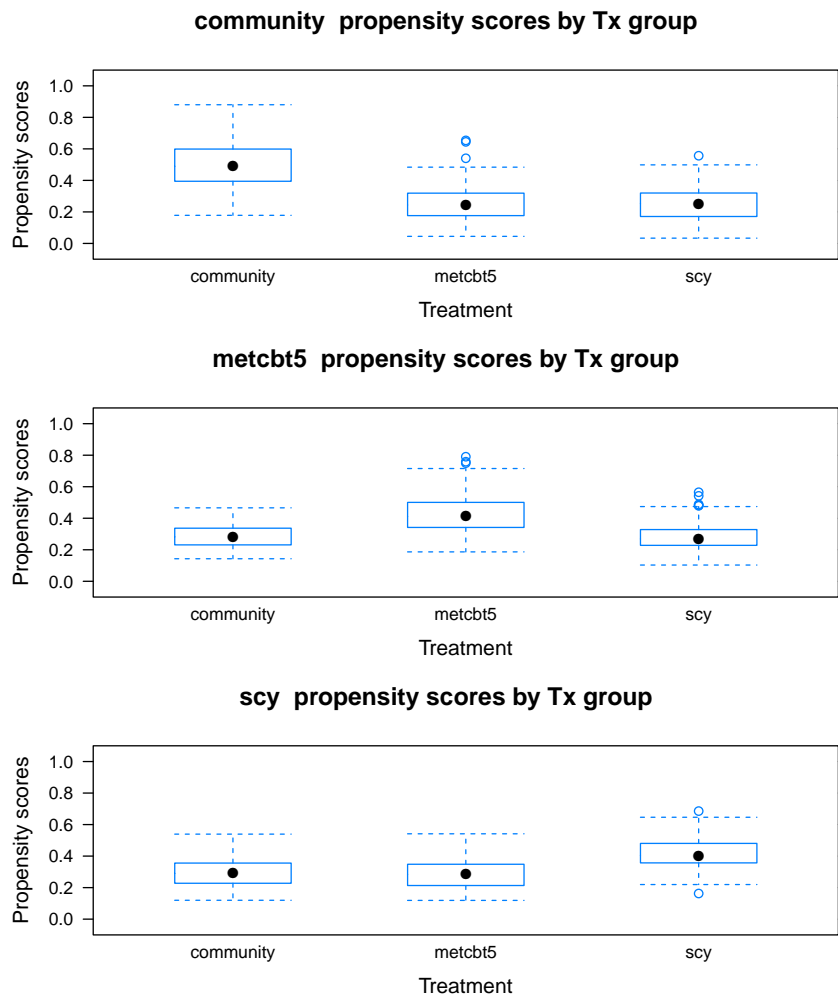 community propensity scores by Tx group
Propensity scores
1.0
0.8
0.6
0.4
0.2
0.0
community metcbt5 scy
Treatment
metcbt5 propensity scores by Tx group
Propensity scores
1.0
0.8
0.6
0.4
0.2
0.0
community metcbt5 scy
Treatment
scy propensity scores by Tx group
Propensity scores
1.0
0.8
0.6
0.4
0.2
0.0
community metcbt5 scy
Treatment